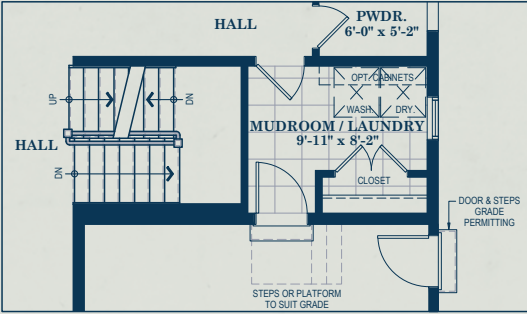 HALL
PWDR.
6'-0" x 5'-2"
OPT. CABINETS
UP
DN
WASH.
DRY.
MUDROOM / LAUNDRY
9'-11" x 8'-2"
HALL
DN
CLOSET
DOOR & STEPS
GRADE
PERMITTING
STEPS OR PLATFORM
TO SUIT GRADE